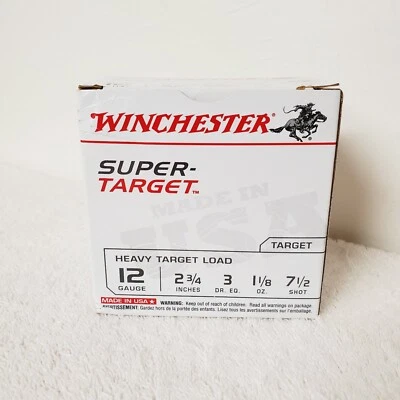 WINCHESTER
SUPER-
TARGET™
MADE IN
USA
TARGET
HEAVY TARGET LOAD
12 2 3/4 3 1 1/8 7 1/2
GAUGE INCHES DR. EQ. OZ. SHOT
MADE IN USA ★ WARNING: Keep out of reach of children. Read all warnings on package.
AVERTISSEMENT: Gardez hors de la portée des enfants. Lisez tous les avertissements sur l'emballage.